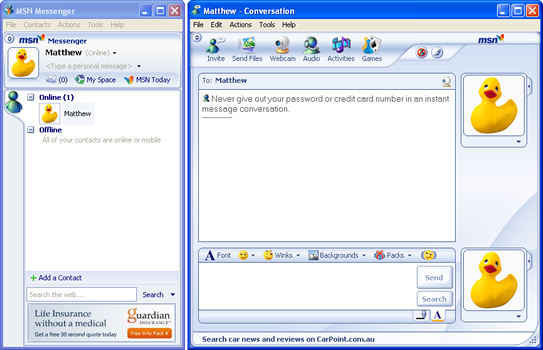 MSN Messenger
File Contacts Actions Tools Help
msn Messenger
Matthew (Online)
<Type a personal message>
(0) My Space MSN Today
Online (1)
Matthew
Offline
All of your contacts are online or mobile
Add a Contact
Search the web... Search
Life Insurance
without a medical
Get a free 30 second quote today
guardian
INSURANCE
Free Info Pack
Matthew - Conversation
File Edit Actions Tools Help
msn
Invite Send Files Webcam Audio Activities Games
To: Matthew
Never give out your password or credit card number in an instant
message conversation.
A Font Winks Backgrounds Packs
Send
Search
A
Search car news and reviews on CarPoint.com.au